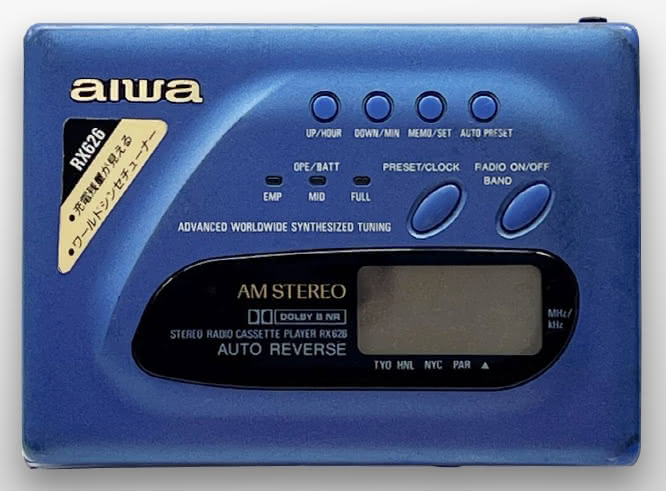 aiwa
RX626
• 充電残量が見える
• ワールドシンセチューナー
UP/HOUR DOWN/MIN MEMO/SET AUTO PRESET
OPE/BATT
EMP MID FULL
PRESET/CLOCK
RADIO ON/OFF
BAND
ADVANCED WORLDWIDE SYNTHESIZED TUNING
AM STEREO
DOLBY B NR
STEREO RADIO CASSETTE PLAYER RX626
AUTO REVERSE
MHz/
kHz
TYO HNL NYC PAR ▲